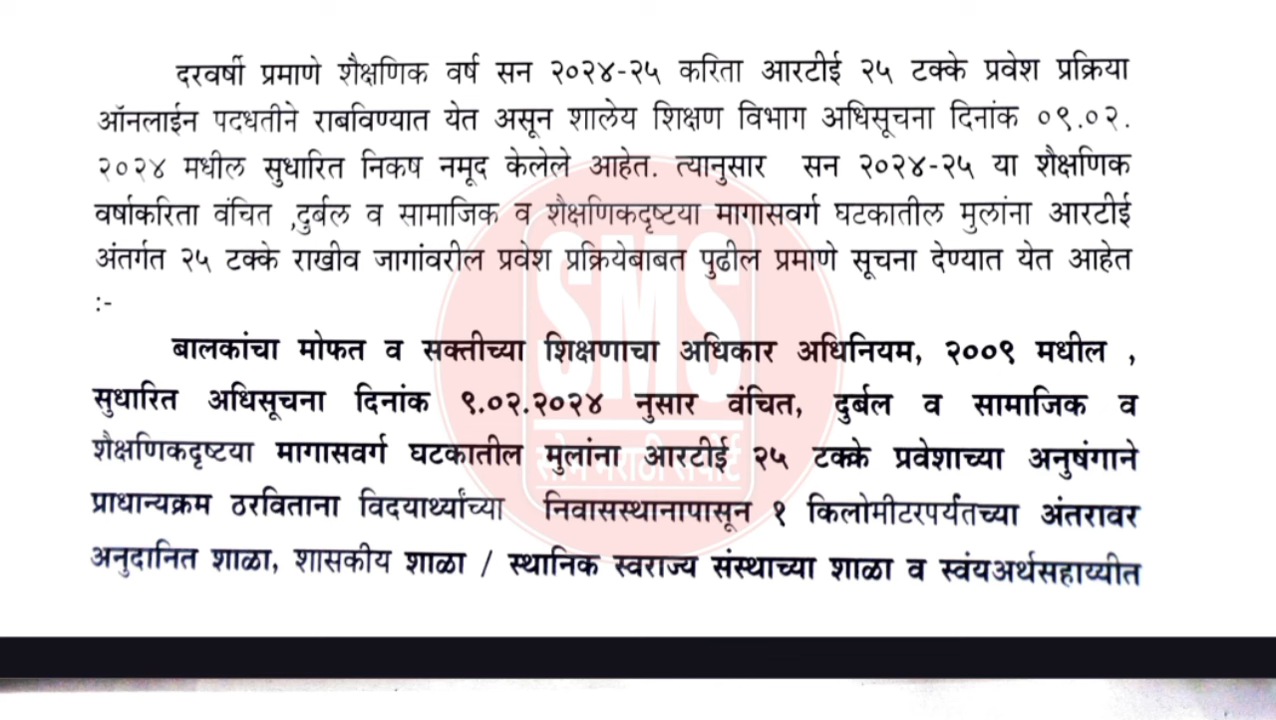 दरवर्षी प्रमाणे शैक्षणिक वर्ष सन २०२४-२५ करिता आरटीई २५ टक्के प्रवेश प्रक्रिया
ऑनलाईन पदधतीने राबविण्यात येत असून शालेय शिक्षण विभाग अधिसूचना दिनांक ०९.०२.
२०२४ मधील सुधारित निकष नमूद केलेले आहेत. त्यानुसार सन २०२४-२५ या शैक्षणिक
वर्षाकरिता वंचित ,दुर्बल व सामाजिक व शैक्षणिकदृष्टया मागासवर्ग घटकातील मुलांना आरटीई
अंतर्गत २५ टक्के राखीव जागांवरील प्रवेश प्रक्रियेबाबत पुढील प्रमाणे सूचना देण्यात येत आहेत
:-
बालकांचा मोफत व सक्तीच्या शिक्षणाचा अधिकार अधिनियम, २००९ मधील ,
सुधारित अधिसूचना दिनांक ९.०२.२०२४ नुसार वंचित, दुर्बल व सामाजिक व
शैक्षणिकदृष्टया मागासवर्ग घटकातील मुलांना आरटीई २५ टक्के प्रवेशाच्या अनुषंगाने
प्राधान्यक्रम ठरविताना विदयार्थ्यांच्या निवासस्थानापासून १ किलोमीटरपर्यंतच्या अंतरावर
अनुदानित शाळा, शासकीय शाळा / स्थानिक स्वराज्य संस्थाच्या शाळा व स्वंयअर्थसहाय्यीत
SMS
सोम मराठी सपोर्ट